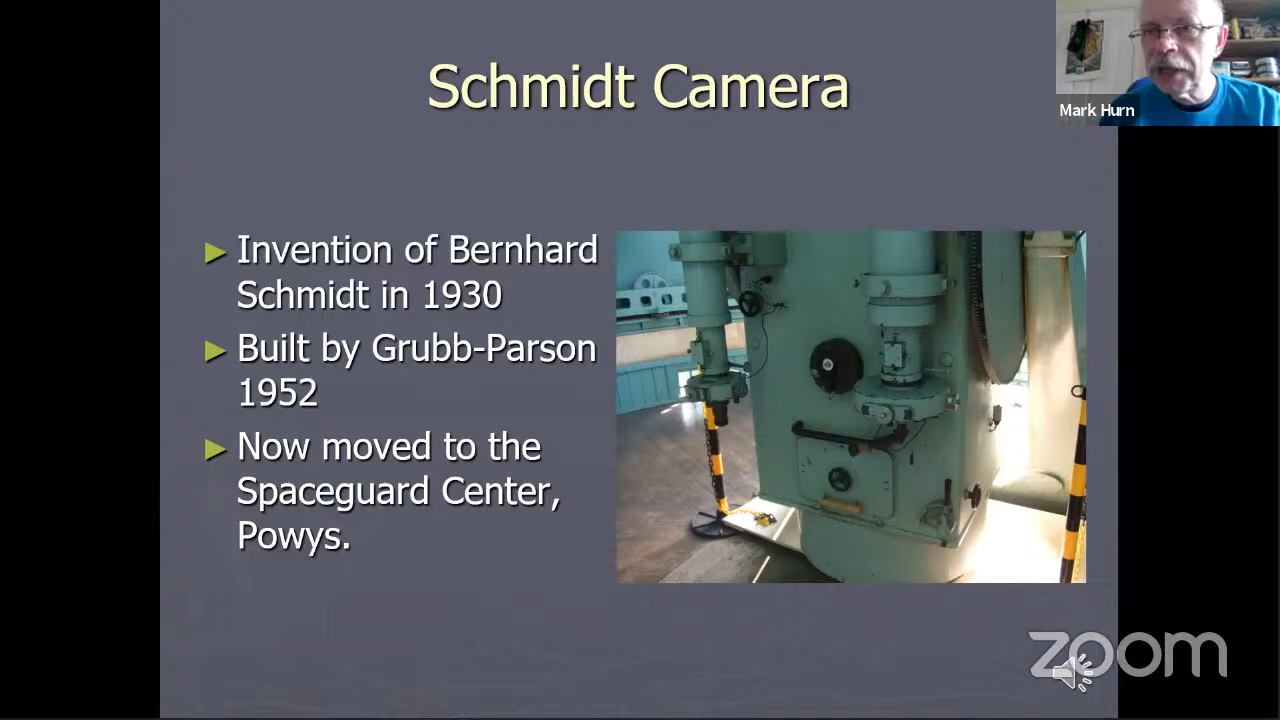 Schmidt Camera
Mark Hurn
► Invention of Bernhard
Schmidt in 1930
► Built by Grubb-Parson
1952
► Now moved to the
Spaceguard Center,
Powys.
zoom